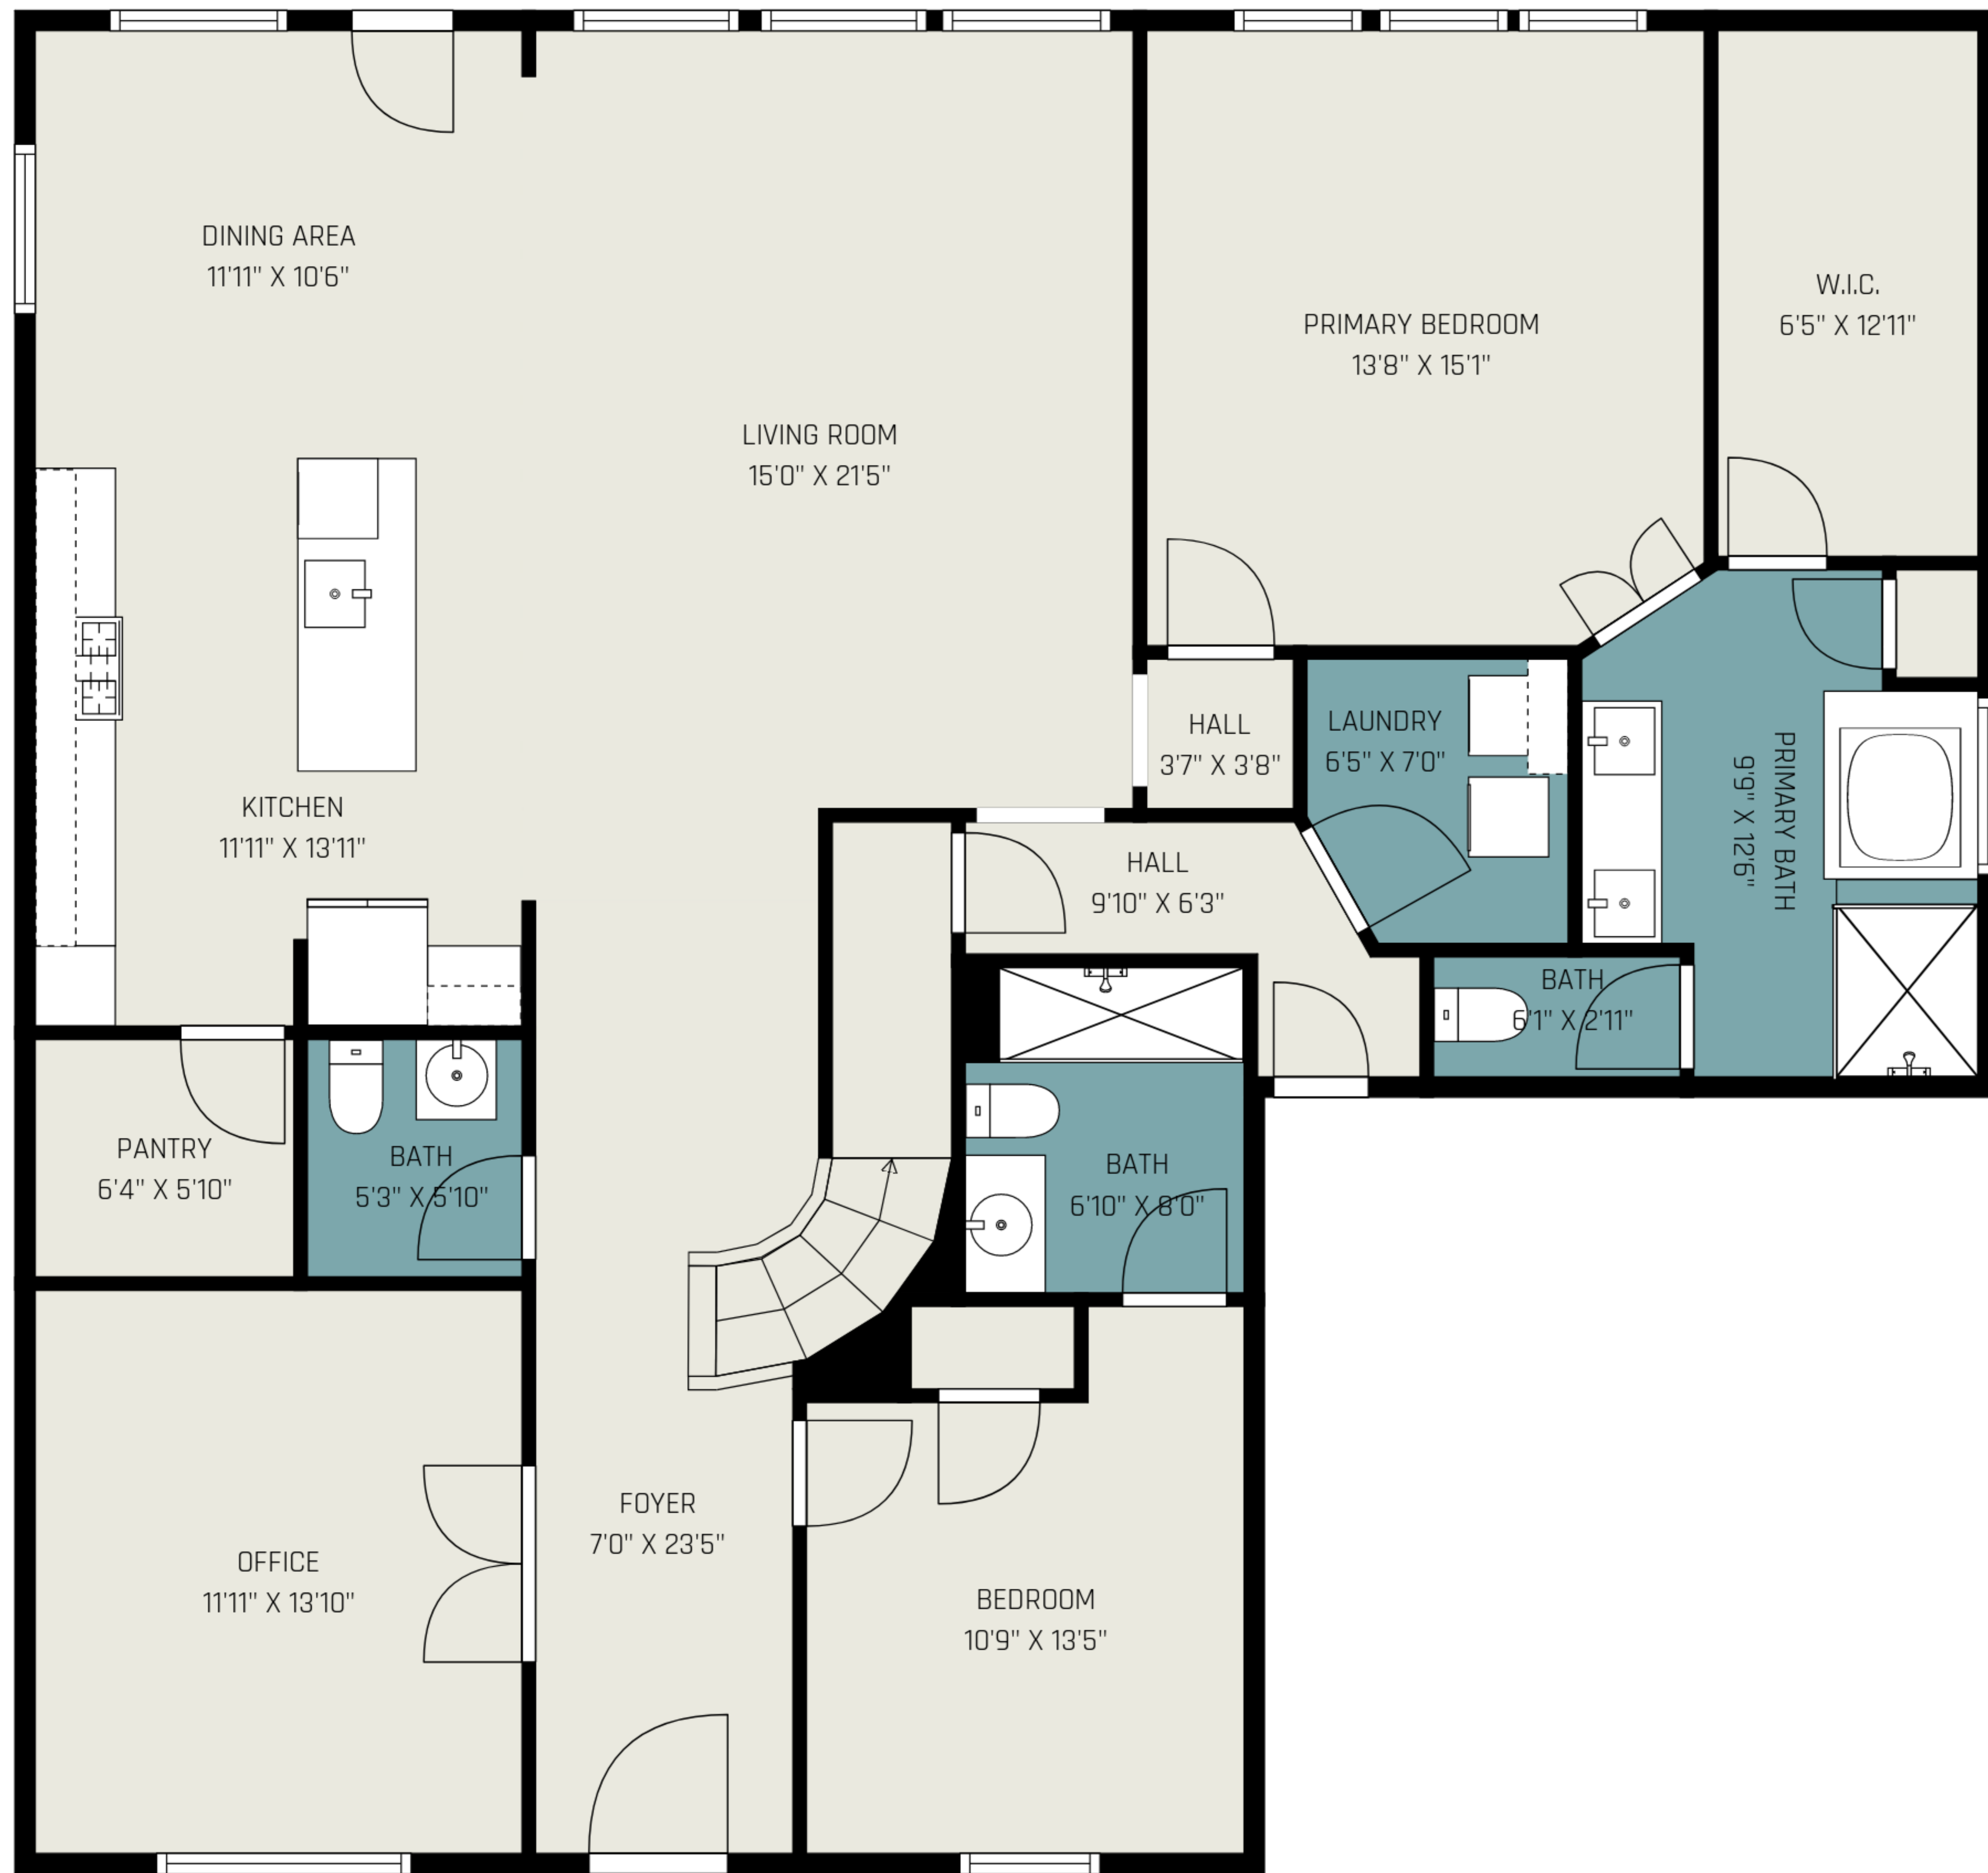 DINING AREA
11'11" X 10'6"
W.I.C.
6'5" X 12'11"
PRIMARY BEDROOM
13'8" X 15'1"
LIVING ROOM
15'0" X 21'5"
HALL
3'7" X 3'8"
LAUNDRY
6'5" X 7'0"
PRIMARY BATH
9'9" X 12'6"
KITCHEN
11'11" X 13'11"
HALL
9'10" X 6'3"
BATH
6'1" X 2'11"
PANTRY
6'4" X 5'10"
BATH
5'3" X 5'10"
BATH
6'10" X 8'0"
FOYER
7'0" X 23'5"
OFFICE
11'11" X 13'10"
BEDROOM
10'9" X 13'5"